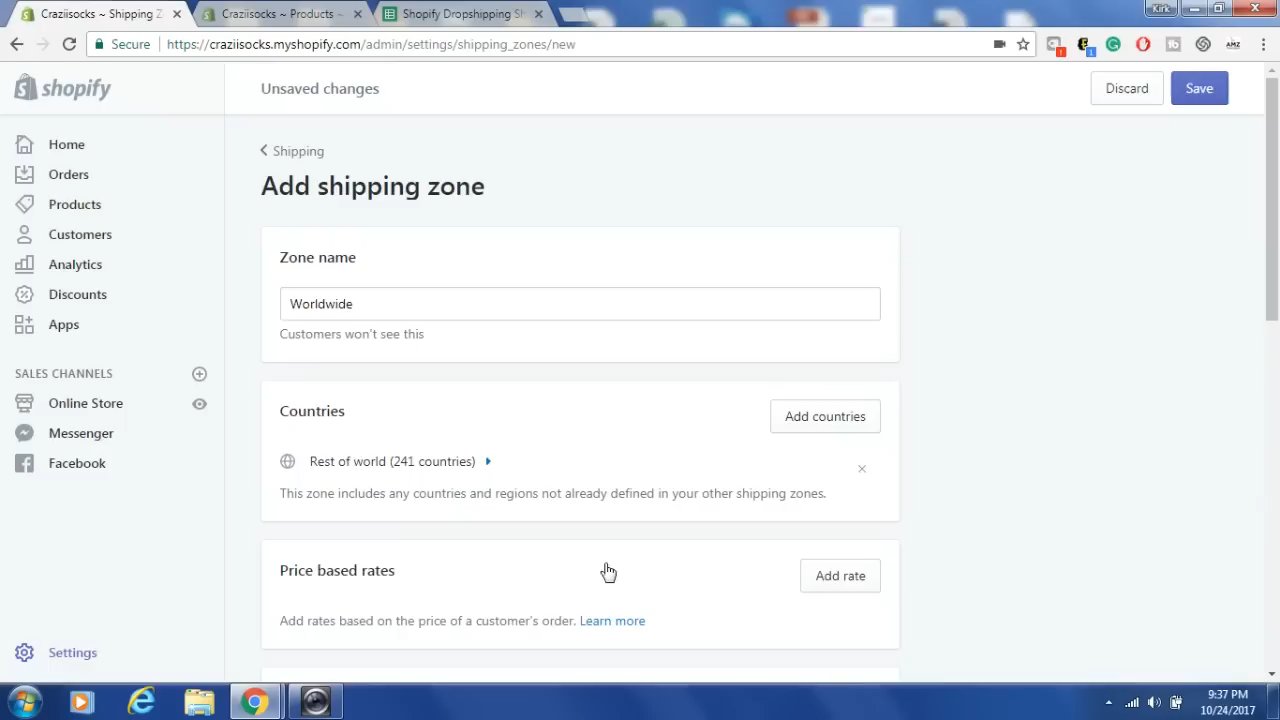 Craziisocks ~ Shipping Z
Craziisocks ~ Products ~
Shopify Dropshipping Sh
Kirk
Secure
https://craziisocks.myshopify.com/admin/settings/shipping_zones/new
AMZ
shopify
Unsaved changes
Discard
Save
Home
Orders
Products
Customers
Analytics
Discounts
Apps
SALES CHANNELS
Online Store
Messenger
Facebook
Settings
Shipping
Add shipping zone
Zone name
Worldwide
Customers won't see this
Countries
Add countries
Rest of world (241 countries)
This zone includes any countries and regions not already defined in your other shipping zones.
Price based rates
Add rate
Add rates based on the price of a customer's order. Learn more
9:37 PM
10/24/2017